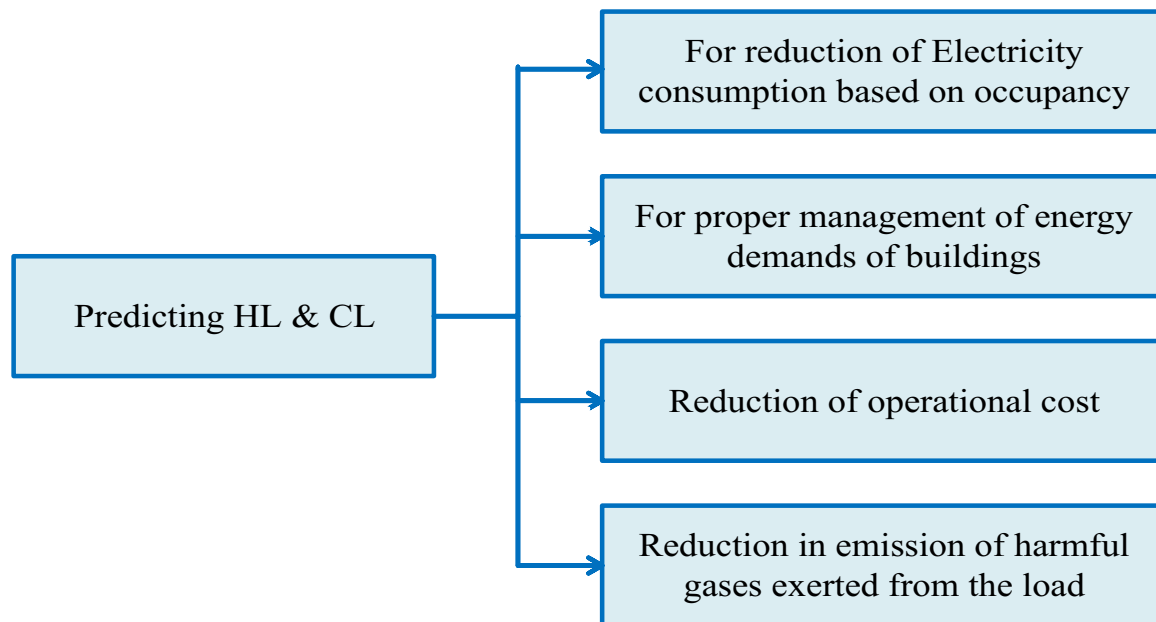 For reduction of Electricity
consumption based on occupancy
For proper management of energy
demands of buildings
Predicting HL & CL
Reduction of operational cost
Reduction in emission of harmful
gases exerted from the load